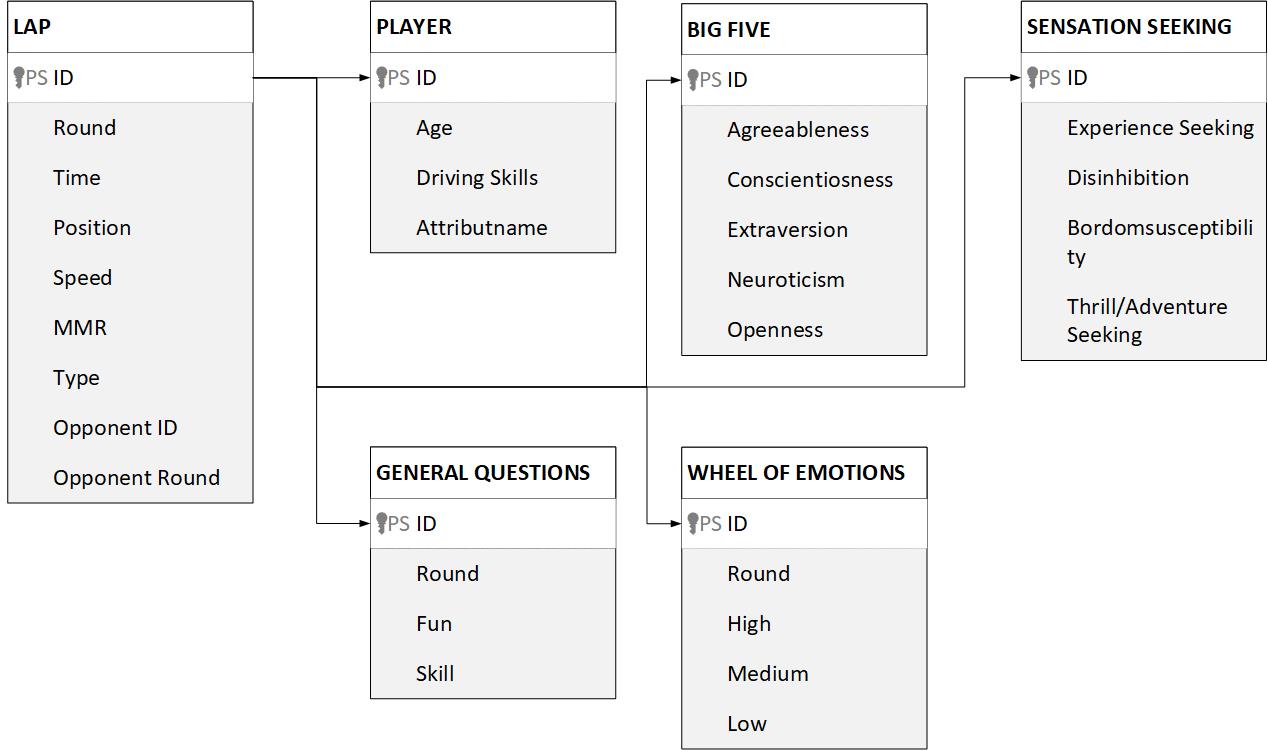 LAP
PS ID
Round
Time
Position
Speed
MMR
Type
Opponent ID
Opponent Round
PLAYER
PS ID
Age
Driving Skills
Attributname
BIG FIVE
PS ID
Agreeableness
Conscientiosness
Extraversion
Neuroticism
Openness
SENSATION SEEKING
PS ID
Experience Seeking
Disinhibition
Bordomsusceptibili
ty
Thrill/Adventure
Seeking
GENERAL QUESTIONS
PS ID
Round
Fun
Skill
WHEEL OF EMOTIONS
PS ID
Round
High
Medium
Low